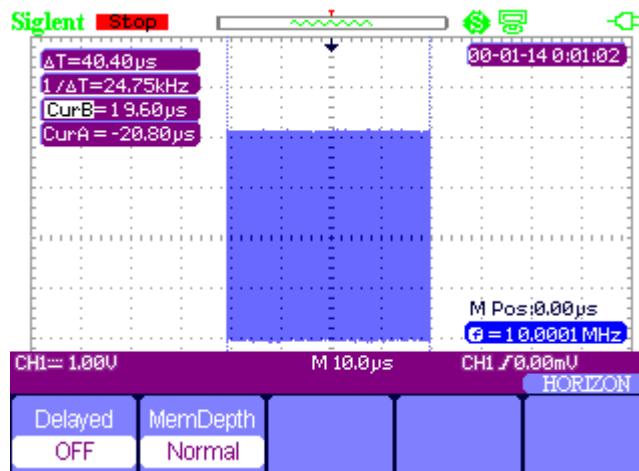 Siglent Stop
ΔT=40.40μs
1/ΔT=24.75kHz
CurB=19.60μs
CurA=-20.80μs
00-01-14 0:01:02
M Pos:0.00μs
f=10.0001MHz
CH1 1.00V M 10.0μs CH1 0.00mV
HORIZON
Delayed MemDepth
OFF Normal